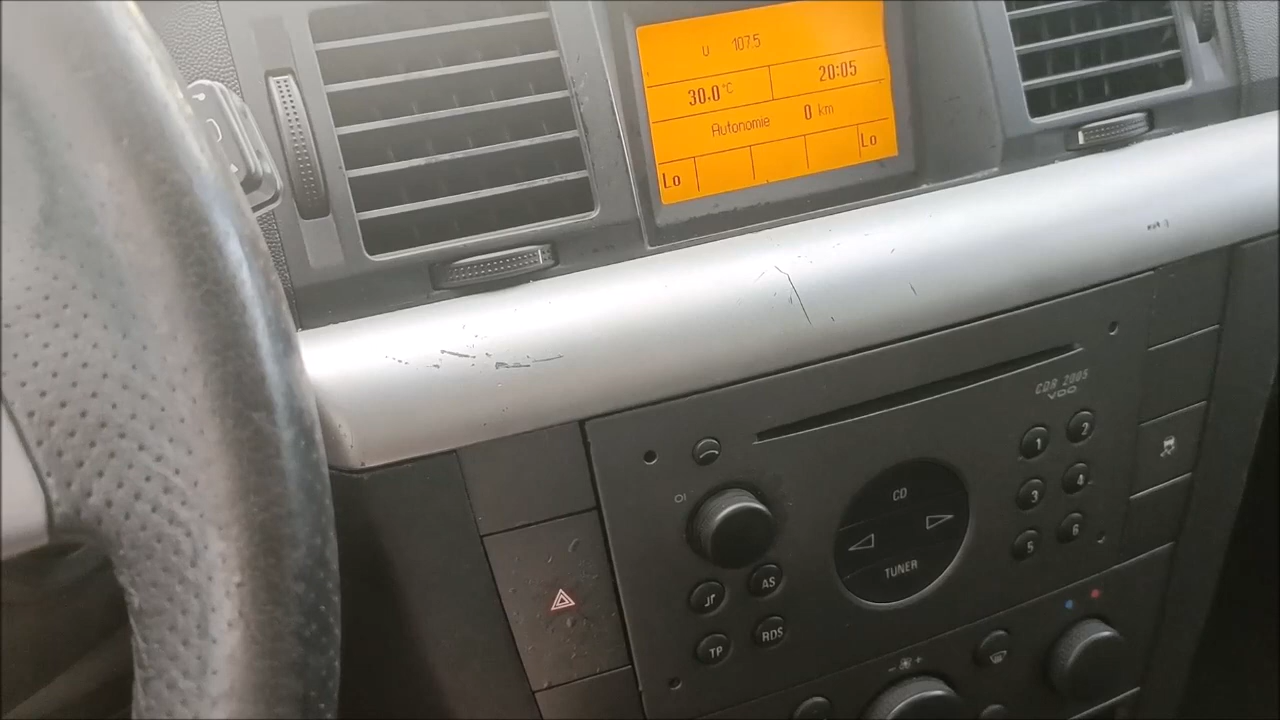 U 107.5
30.0°C 20:05
Autonomie 0 km
Lo Lo
CDR 2005
VDO
1 2
3 4
5 6
CD
TUNER
AS
TP RDS